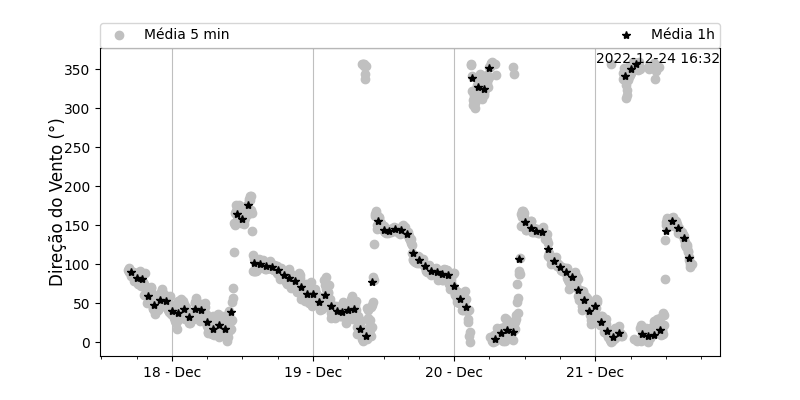 Média 5 min
Média 1h
2022-12-24 16:32
Direção do Vento (°)
350
300
250
200
150
100
50
0
18 - Dec
19 - Dec
20 - Dec
21 - Dec